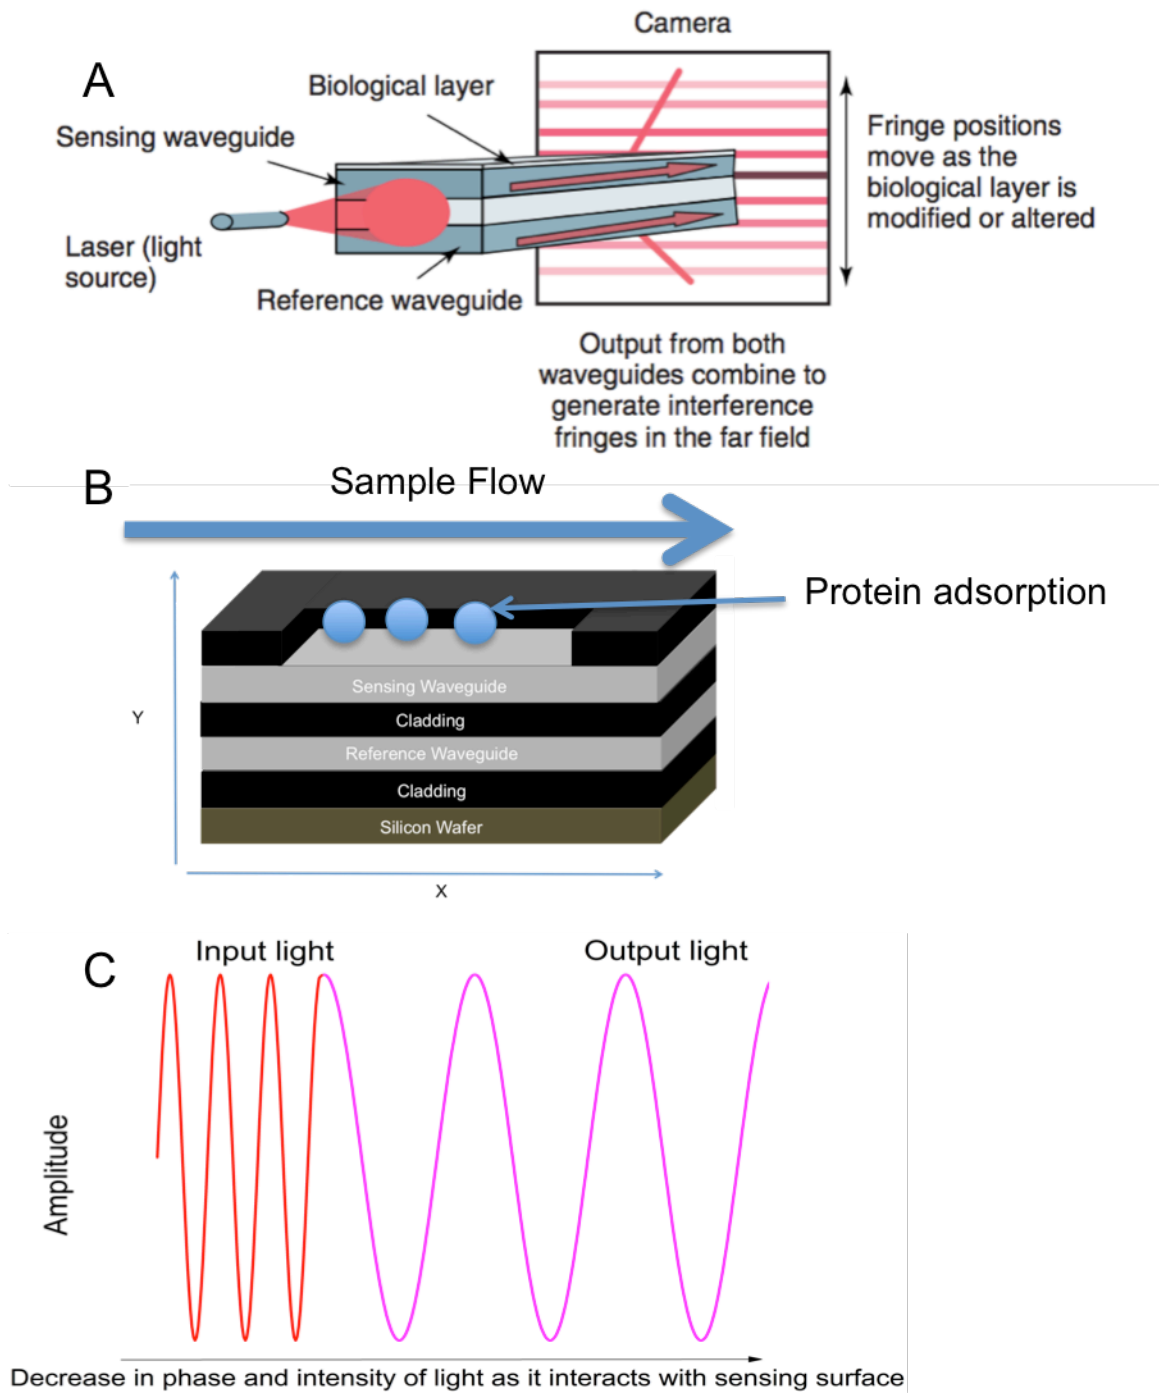 Camera
A
Biological layer
Sensing waveguide
Fringe positions
move as the
biological layer is
modified or altered
Laser (light
source)
Reference waveguide
Output from both
waveguides combine to
generate interference
fringes in the far field
B
Sample Flow
Protein adsorption
Sensing Waveguide
Y
Cladding
Reference Waveguide
Cladding
Silicon Wafer
X
C
Input light
Output light
Amplitude
Decrease in phase and intensity of light as it interacts with sensing surface